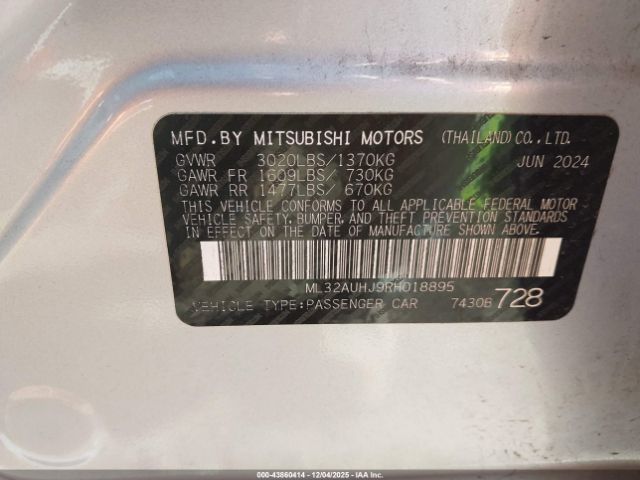 MFD. BY MITSUBISHI MOTORS (THAILAND) CO., LTD.
GVWR 3020LBS/1370KG JUN 2024
GAWR FR 1609LBS/ 730KG
GAWR RR 1477LBS/ 670KG
THIS VEHICLE CONFORMS TO ALL APPLICABLE FEDERAL MOTOR
VEHICLE SAFETY, BUMPER, AND THEFT PREVENTION STANDARDS
IN EFFECT ON THE DATE OF MANUFACTURE SHOWN ABOVE.
ML32AUHJ9RH018895
VEHICLE TYPE:PASSENGER CAR 7430B 728
000-43860414 - 12/04/2025 - IAA Inc.